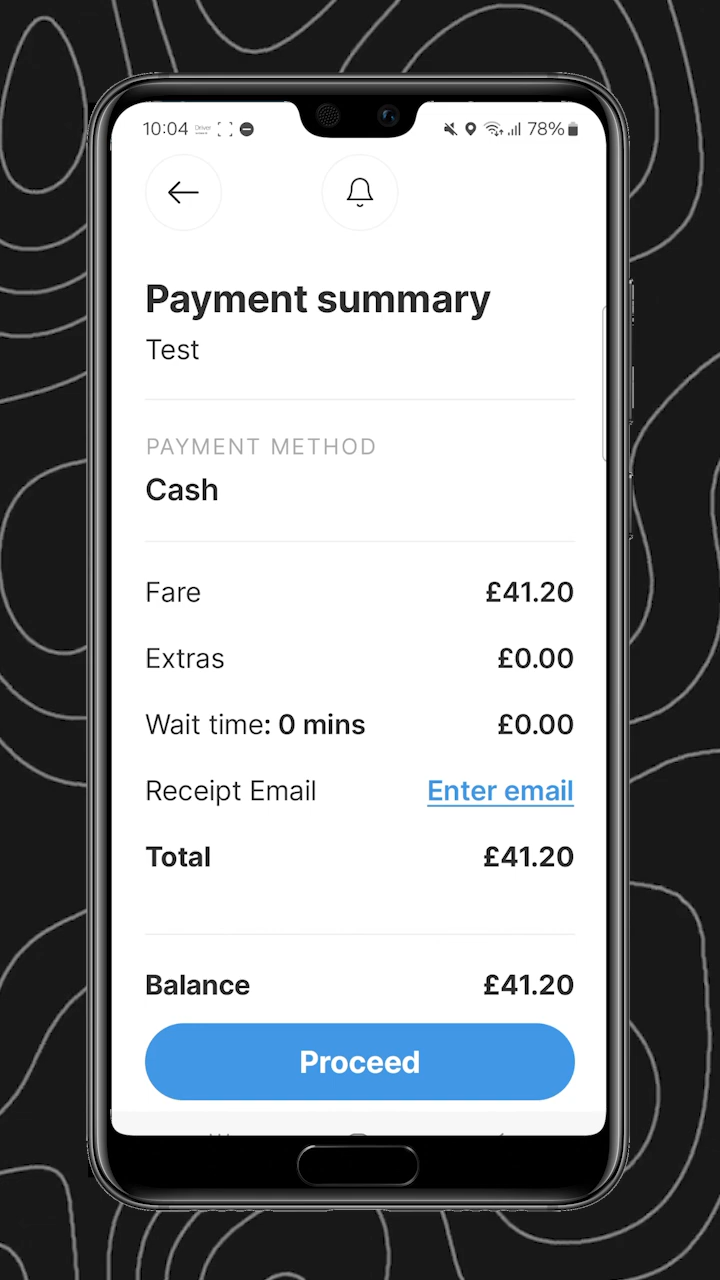 10:04 Driver 78%
Payment summary
Test
PAYMENT METHOD
Cash
Fare £41.20
Extras £0.00
Wait time: 0 mins £0.00
Receipt Email Enter email
Total £41.20
Balance £41.20
Proceed